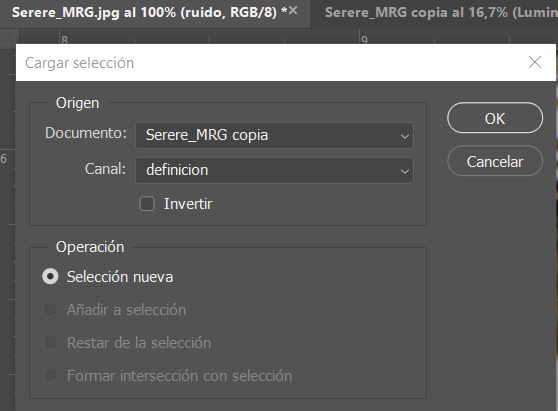 Serere_MRG.jpg al 100% (ruido, RGB/8) * Serere_MRG copia al 16,7% (Lumin
8 9
Cargar selección
Origen
Documento: Serere_MRG copia OK
6
Canal: definicion Cancelar
Invertir
Operación
Selección nueva
Añadir a selección
Restar de la selección
Formar intersección con selección